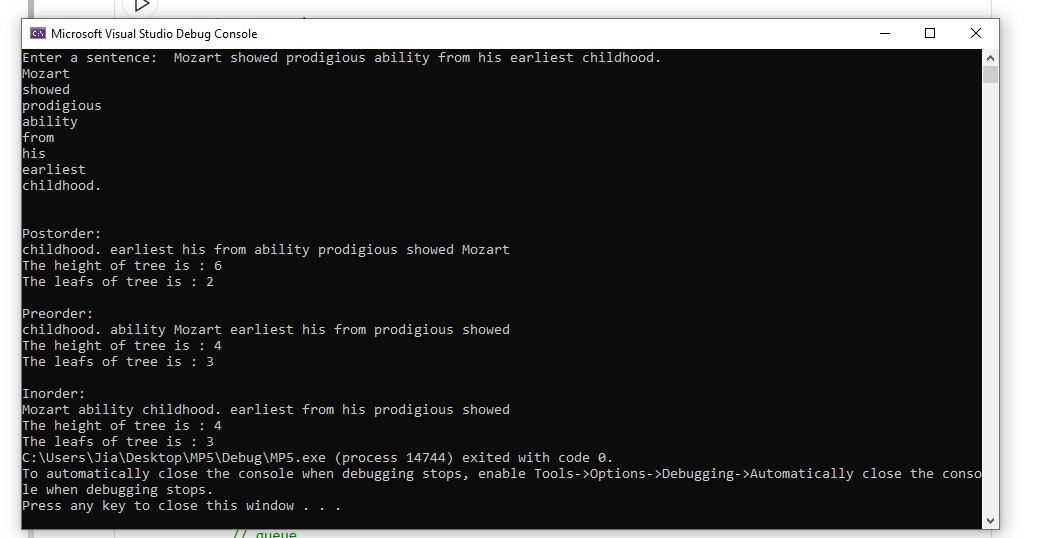 Microsoft Visual Studio Debug Console
Enter a sentence:  Mozart showed prodigious ability from his earliest childhood.
Mozart
showed
prodigious
ability
from
his
earliest
childhood.
Postorder:
childhood. earliest his from ability prodigious showed Mozart
The height of tree is : 6
The leafs of tree is : 2
Preorder:
childhood. ability Mozart earliest his from prodigious showed
The height of tree is : 4
The leafs of tree is : 3
Inorder:
Mozart ability childhood. earliest from his prodigious showed
The height of tree is : 4
The leafs of tree is : 3
C:\Users\Jia\Desktop\MP5\Debug\MP5.exe (process 14744) exited with code 0.
To automatically close the console when debugging stops, enable Tools->Options->Debugging->Automatically close the conso
le when debugging stops.
Press any key to close this window . . .
// queue